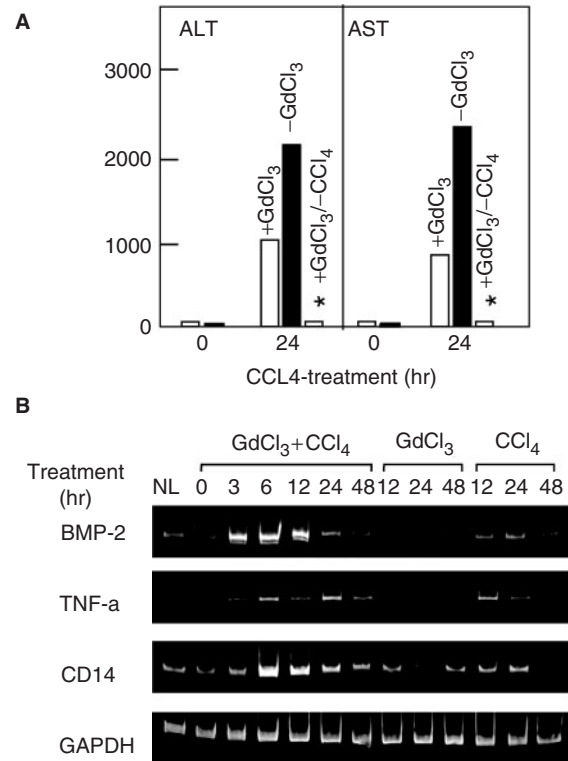 A
ALT
AST
3000
2000
1000
0
+GdCl3
−GdCl3
+GdCl3/−CCl4
*
+GdCl3
−GdCl3
+GdCl3/−CCl4
*
0 24 0 24
CCL4-treatment (hr)
B
GdCl3+CCl4 GdCl3 CCl4
Treatment
(hr)
NL 0 3 6 12 24 48 12 24 48 12 24 48
BMP-2
TNF-a
CD14
GAPDH